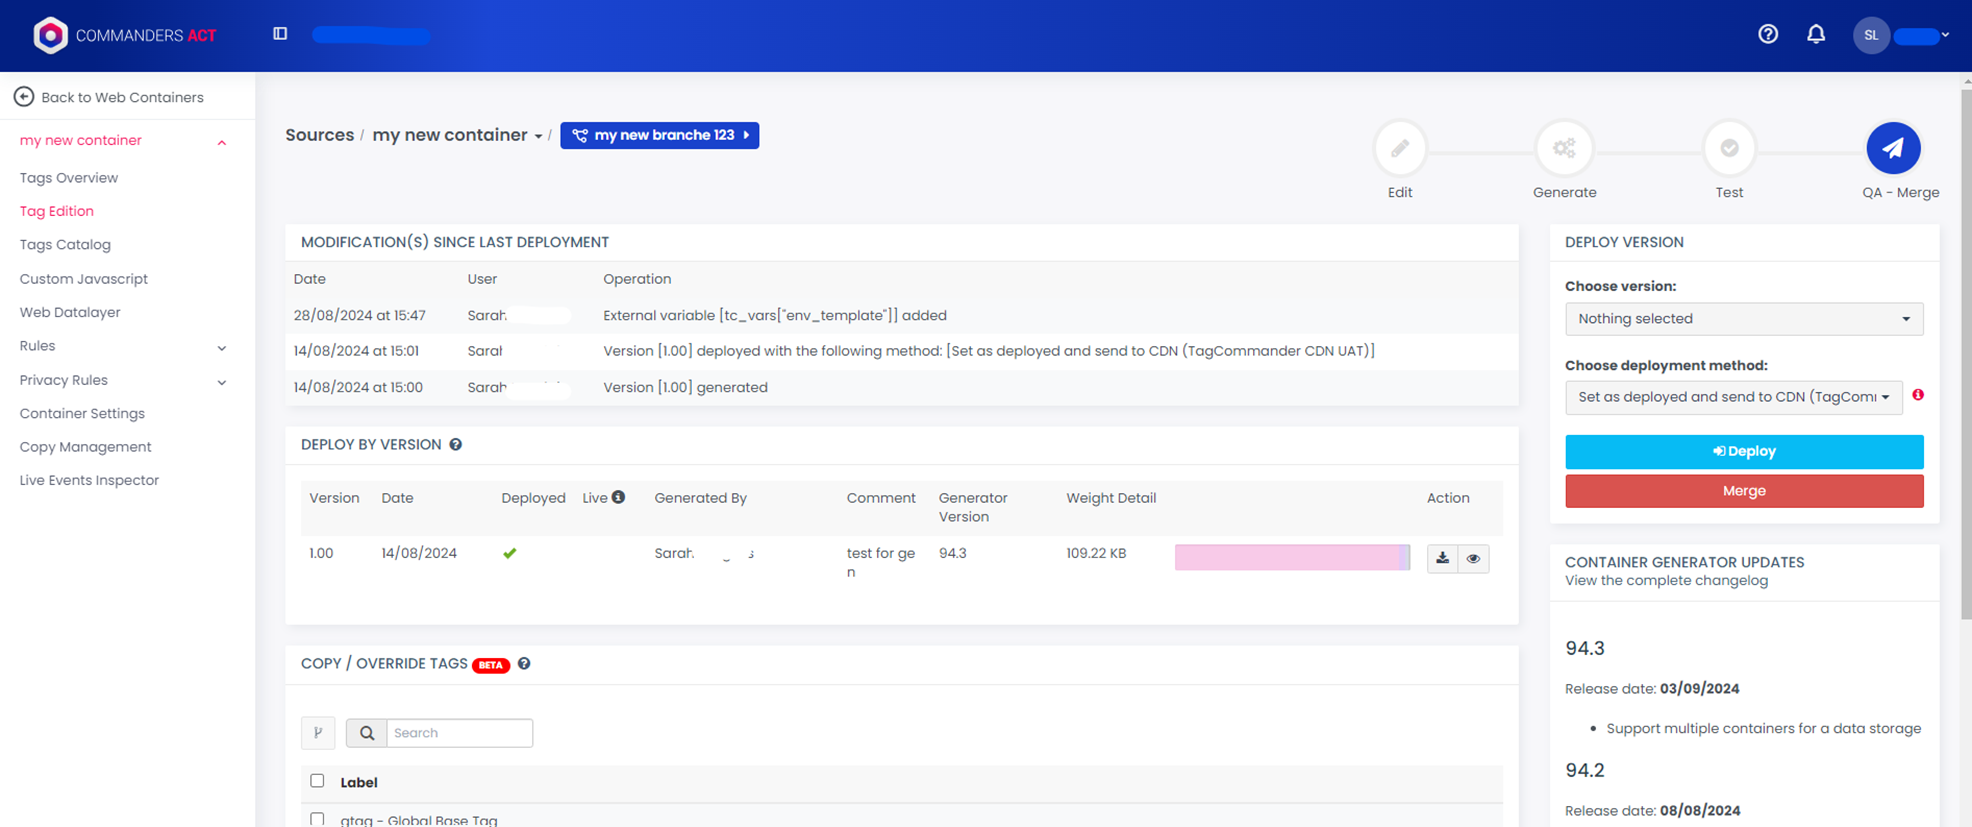 COMMANDERS ACT
SL
Back to Web Containers
my new container
Tags Overview
Tag Edition
Tags Catalog
Custom Javascript
Web Datalayer
Rules
Privacy Rules
Container Settings
Copy Management
Live Events Inspector
Sources / my new container / my new branche 123
Edit
Generate
Test
QA - Merge
MODIFICATION(S) SINCE LAST DEPLOYMENT
Date User Operation
28/08/2024 at 15:47 Sarah External variable [tc_vars["env_template"]] added
14/08/2024 at 15:01 Sarah Version [1.00] deployed with the following method: [Set as deployed and send to CDN (TagCommander CDN UAT)]
14/08/2024 at 15:00 Sarah Version [1.00] generated
DEPLOY BY VERSION
Version Date Deployed Live Generated By Comment Generator Weight Detail Action
Version
1.00 14/08/2024 Sarah test for ge 94.3 109.22 KB
n
COPY / OVERRIDE TAGS BETA
Search
Label
gtag - Global Base Tag
DEPLOY VERSION
Choose version:
Nothing selected
Choose deployment method:
Set as deployed and send to CDN (TagComm
Deploy
Merge
CONTAINER GENERATOR UPDATES
View the complete changelog
94.3
Release date: 03/09/2024
• Support multiple containers for a data storage
94.2
Release date: 08/08/2024